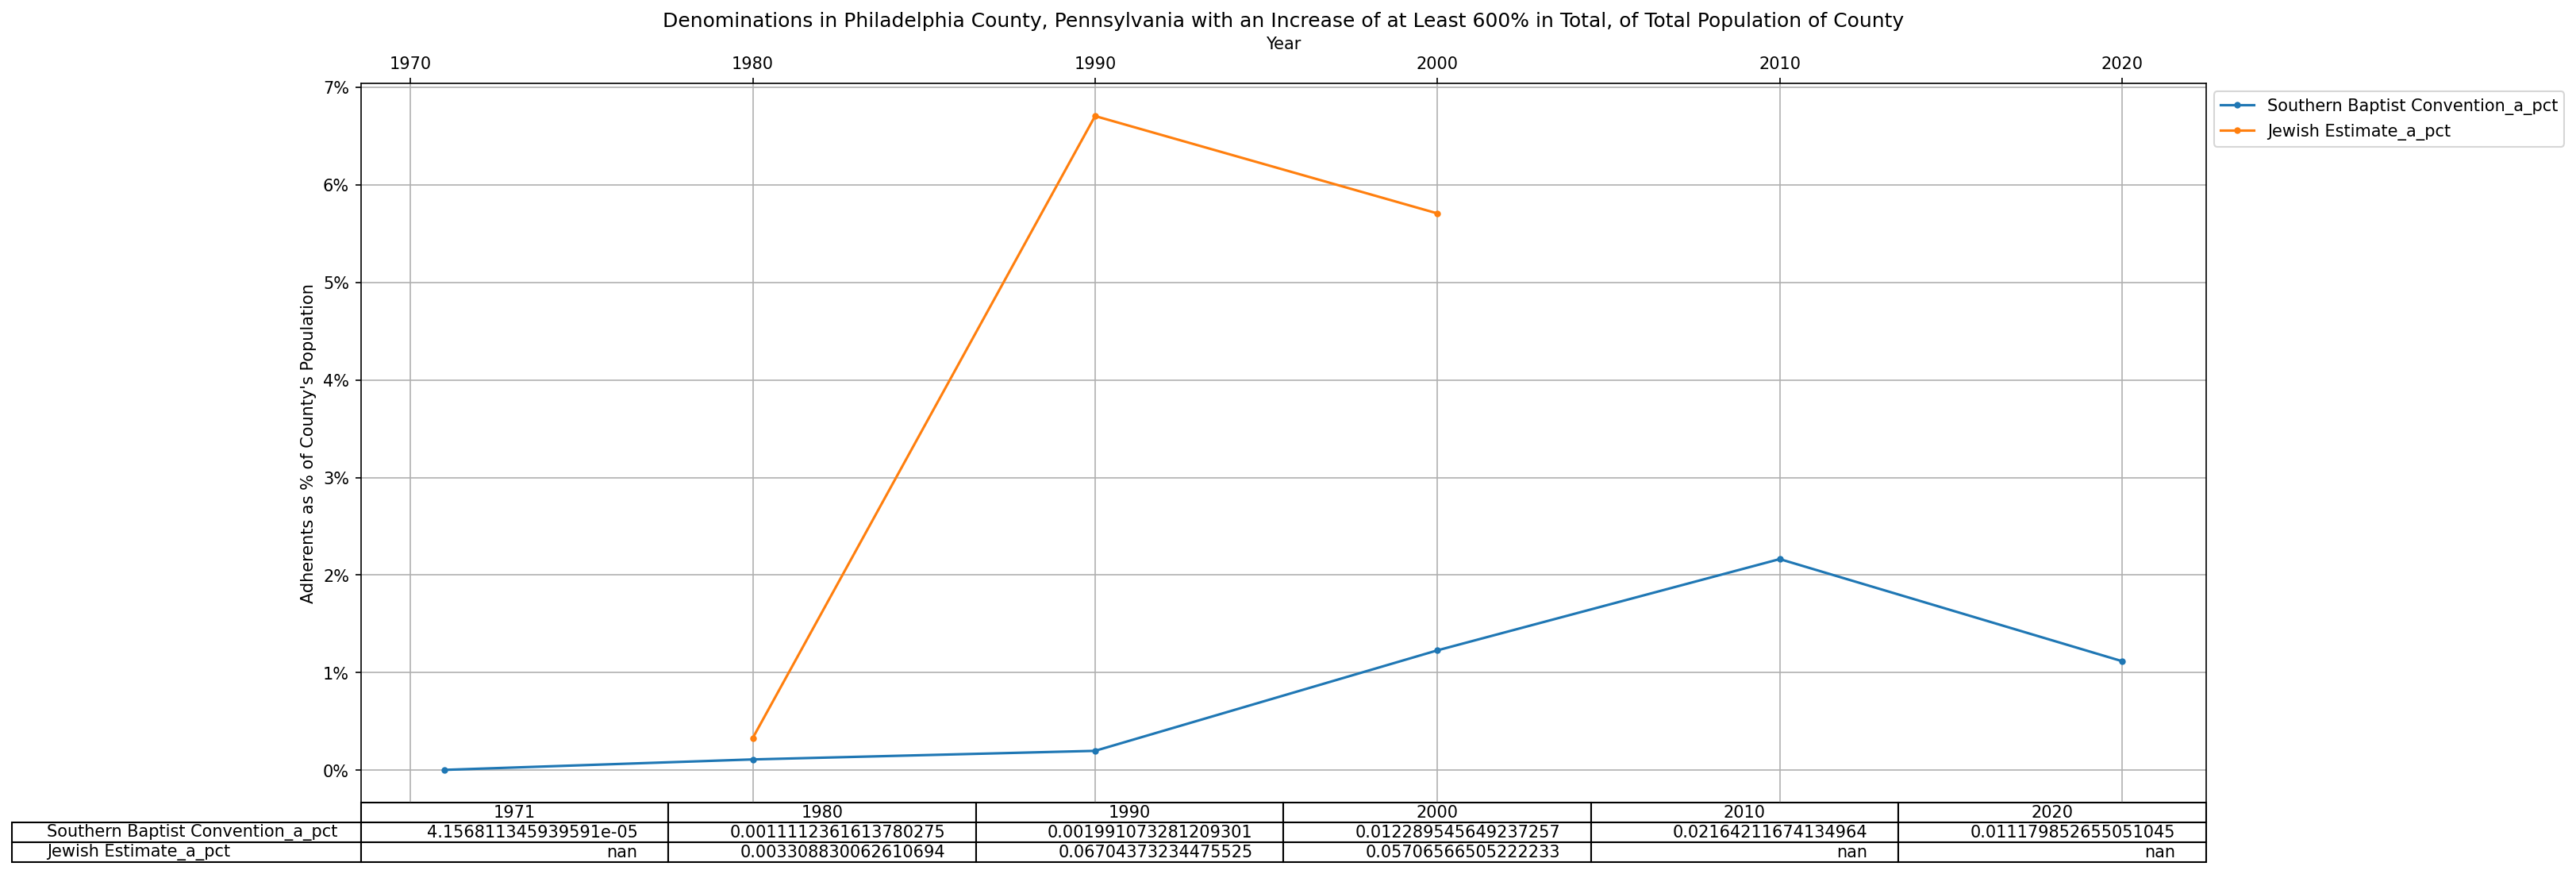 Denominations in Philadelphia County, Pennsylvania with an Increase of at Least 600% in Total, of Total Population of County
Year
1970 1980 1990 2000 2010 2020
7%
6%
5%
4%
3%
2%
1%
0%
Adherents as % of County's Population
Southern Baptist Convention_a_pct
Jewish Estimate_a_pct
1971 1980 1990 2000 2010 2020
Southern Baptist Convention_a_pct 4.156811345939591e-05 0.0011112361613780275 0.001991073281209301 0.012289545649237257 0.02164211674134964 0.011179852655051045
Jewish Estimate_a_pct nan 0.003308830062610694 0.06704373234475525 0.05706566505222233 nan nan